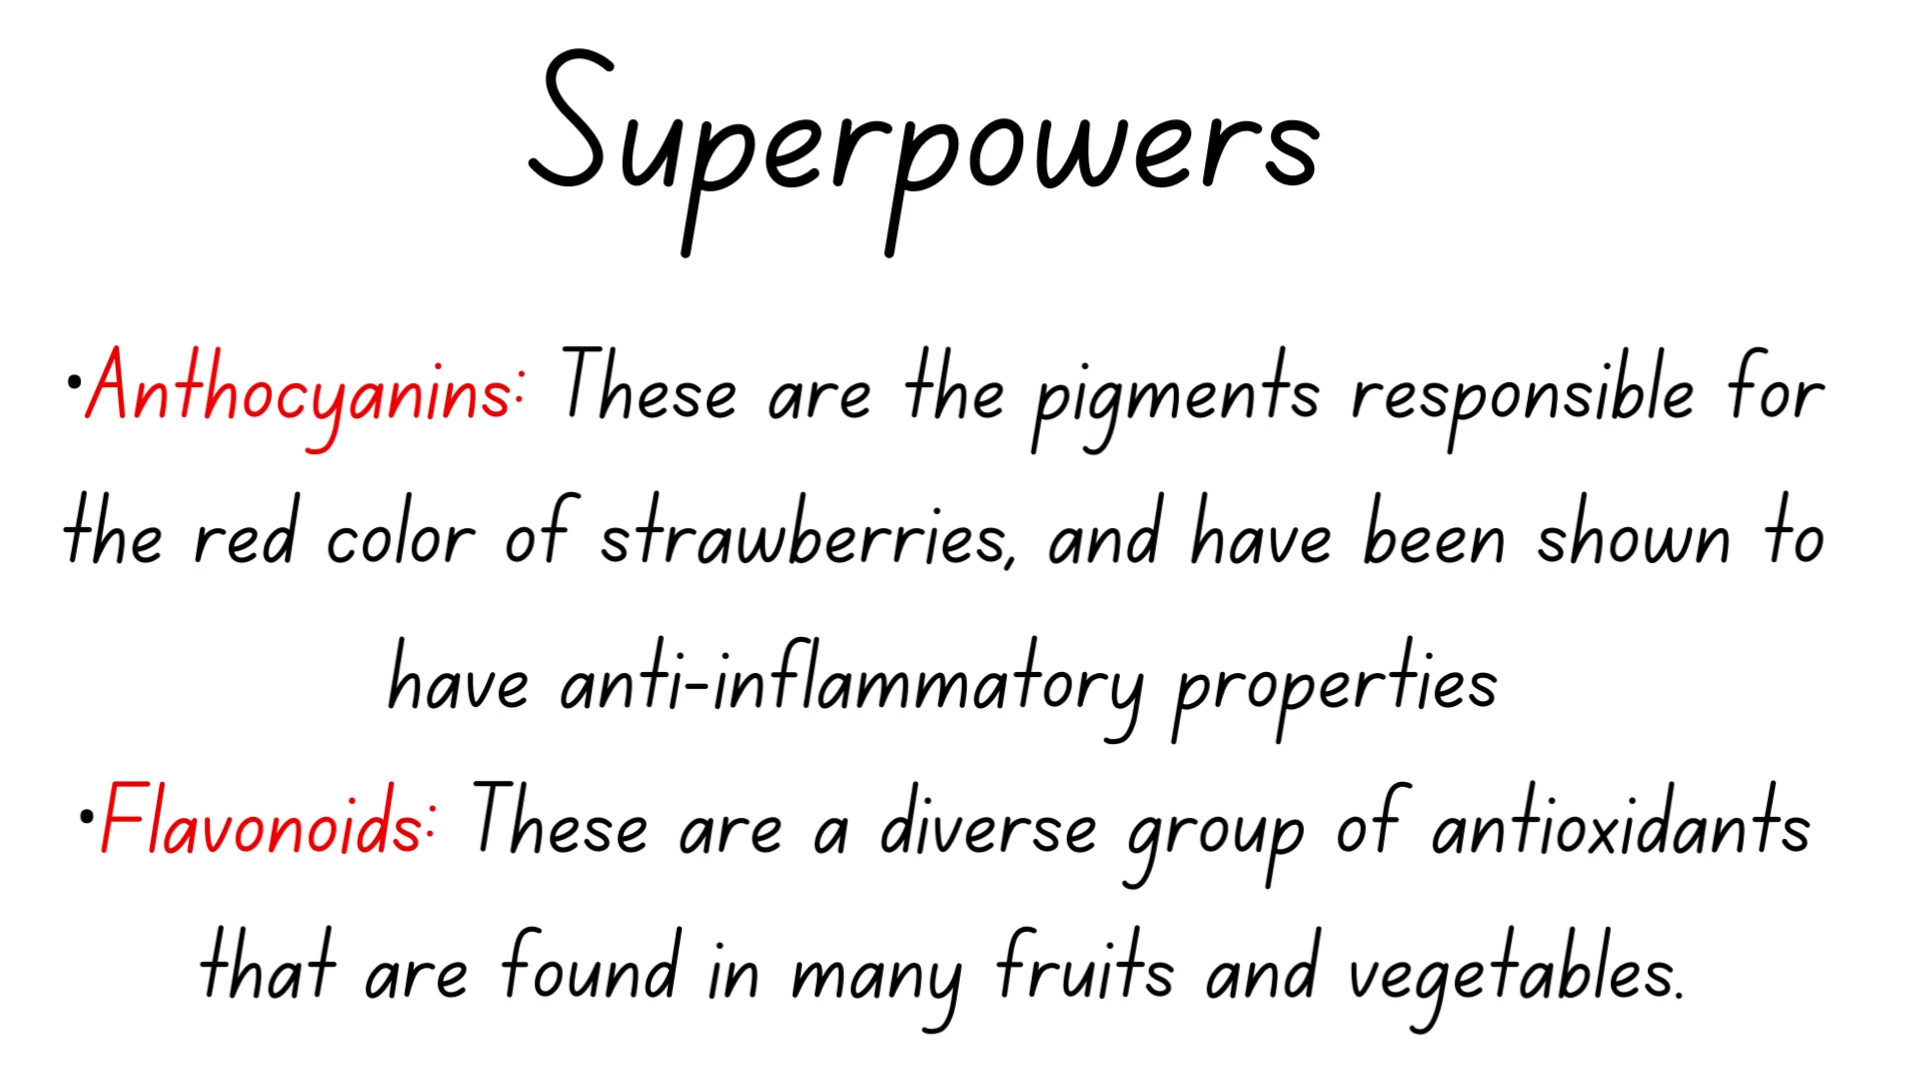 Superpowers
•Anthocyanins: These are the pigments responsible for
the red color of strawberries, and have been shown to
have anti-inflammatory properties
•Flavonoids: These are a diverse group of antioxidants
that are found in many fruits and vegetables.